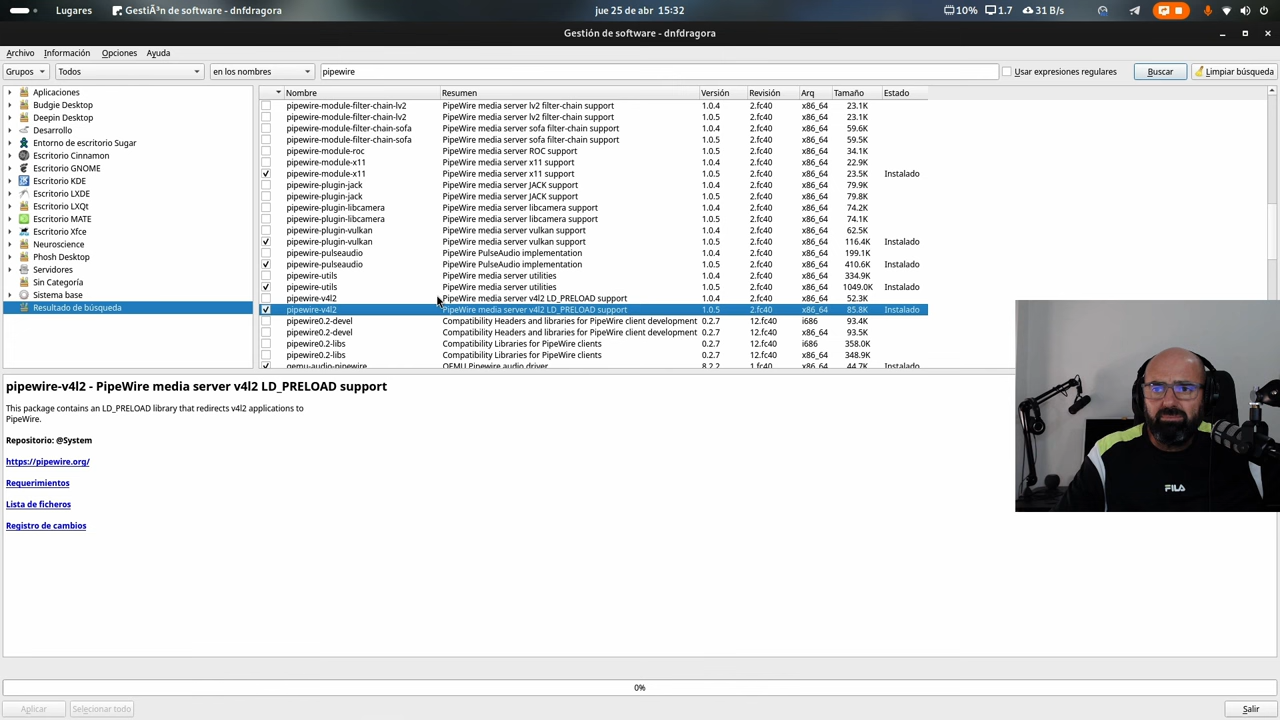 Lugares GestiÃ³n de software - dnfdragora jue 25 de abr 15:32 10% 1.7 31 B/s
Gestión de software - dnfdragora
Archivo Información Opciones Ayuda
Grupos Todos en los nombres pipewire Usar expresiones regulares Buscar Limpiar búsqueda
Aplicaciones
Budgie Desktop
Deepin Desktop
Desarrollo
Entorno de escritorio Sugar
Escritorio Cinnamon
Escritorio GNOME
Escritorio KDE
Escritorio LXDE
Escritorio LXQt
Escritorio MATE
Escritorio Xfce
Neuroscience
Phosh Desktop
Servidores
Sin Categoría
Sistema base
Resultado de búsqueda
Nombre Resumen Versión Revisión Arq Tamaño Estado
pipewire-module-filter-chain-lv2 PipeWire media server lv2 filter-chain support 1.0.4 2.fc40 x86_64 23.1K
pipewire-module-filter-chain-lv2 PipeWire media server lv2 filter-chain support 1.0.5 2.fc40 x86_64 23.1K
pipewire-module-filter-chain-sofa PipeWire media server sofa filter-chain support 1.0.4 2.fc40 x86_64 59.6K
pipewire-module-filter-chain-sofa PipeWire media server sofa filter-chain support 1.0.5 2.fc40 x86_64 59.5K
pipewire-module-roc PipeWire media server ROC support 1.0.5 2.fc40 x86_64 34.1K
pipewire-module-x11 PipeWire media server x11 support 1.0.4 2.fc40 x86_64 22.9K
pipewire-module-x11 PipeWire media server x11 support 1.0.5 2.fc40 x86_64 23.5K Instalado
pipewire-plugin-jack PipeWire media server JACK support 1.0.4 2.fc40 x86_64 79.9K
pipewire-plugin-jack PipeWire media server JACK support 1.0.5 2.fc40 x86_64 79.9K
pipewire-plugin-libcamera PipeWire media server libcamera support 1.0.4 2.fc40 x86_64 74.2K
pipewire-plugin-libcamera PipeWire media server libcamera support 1.0.5 2.fc40 x86_64 74.1K
pipewire-plugin-vulkan PipeWire media server vulkan support 1.0.4 2.fc40 x86_64 62.5K
pipewire-plugin-vulkan PipeWire media server vulkan support 1.0.5 2.fc40 x86_64 116.4K Instalado
pipewire-pulseaudio PipeWire PulseAudio implementation 1.0.4 2.fc40 x86_64 199.1K
pipewire-pulseaudio PipeWire PulseAudio implementation 1.0.5 2.fc40 x86_64 410.6K Instalado
pipewire-utils PipeWire media server utilities 1.0.4 2.fc40 x86_64 334.9K
pipewire-utils PipeWire media server utilities 1.0.5 2.fc40 x86_64 1049.0K Instalado
pipewire-v4l2 PipeWire media server v4l2 LD_PRELOAD support 1.0.4 2.fc40 x86_64 52.3K
pipewire-v4l2 PipeWire media server v4l2 LD_PRELOAD support 1.0.5 2.fc40 x86_64 85.8K Instalado
pipewire0.2-devel Compatibility Headers and libraries for PipeWire client development 0.2.7 12.fc40 i686 93.4K
pipewire0.2-devel Compatibility Headers and libraries for PipeWire client development 0.2.7 12.fc40 x86_64 93.5K
pipewire0.2-libs Compatibility Libraries for PipeWire clients 0.2.7 12.fc40 i686 358.0K
pipewire0.2-libs Compatibility Libraries for PipeWire clients 0.2.7 12.fc40 x86_64 348.9K
qemu-audio-pipewire QEMU Pipewire audio driver 8.2.2 1.fc40 x86_64 44.7K Instalado
pipewire-v4l2 - PipeWire media server v4l2 LD_PRELOAD support
This package contains an LD_PRELOAD library that redirects v4l2 applications to
PipeWire.
Repositorio: @System
https://pipewire.org/
Requerimientos
Lista de ficheros
Registro de cambios
FILA
0%
Aplicar Selecionar todo Salir